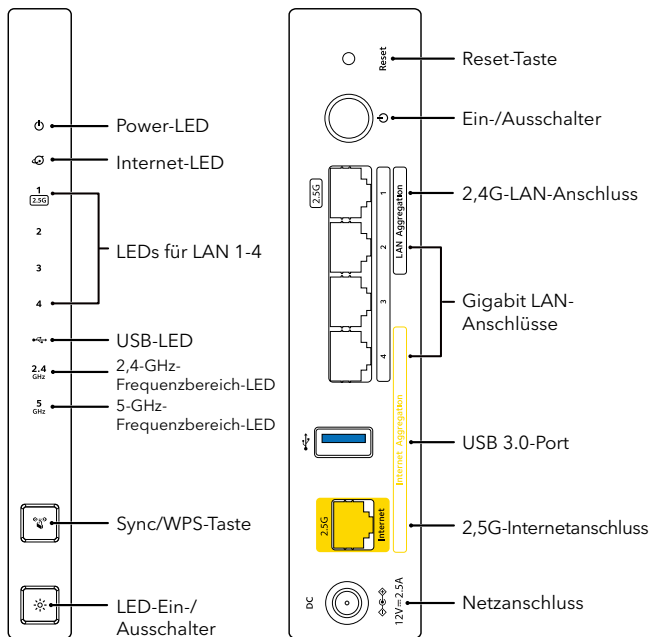 Power-LED
Internet-LED
1
2.5G
2
3
4
LEDs für LAN 1-4
USB-LED
2.4
GHz
2,4-GHz-
Frequenzbereich-LED
5
GHz
5-GHz-
Frequenzbereich-LED
Sync/WPS-Taste
LED-Ein-/
Ausschalter
Reset
Reset-Taste
Ein-/Ausschalter
2.5G
1
2
3
4
LAN Aggregation
2,4G-LAN-Anschluss
Gigabit LAN-
Anschlüsse
Internet Aggregation
USB 3.0-Port
2.5G
Internet
2,5G-Internetanschluss
DC
12V⎓2.5A
Netzanschluss